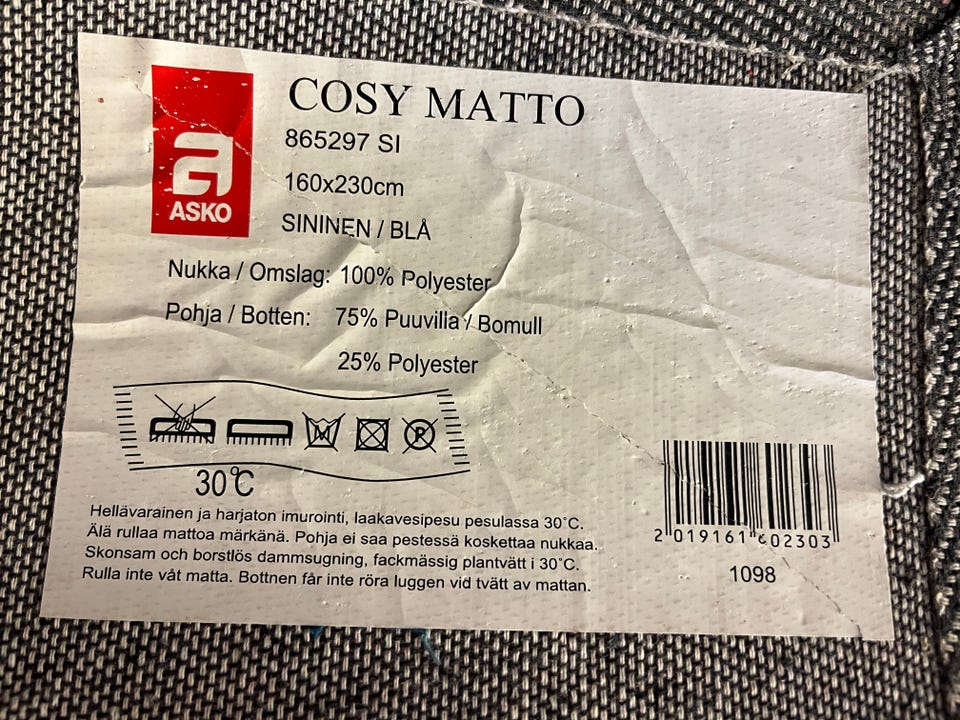 a
ASKO
COSY MATTO
865297 SI
160x230cm
SININEN / BLÅ
Nukka / Omslag: 100% Polyester
Pohja / Botten: 75% Puuvilla / Bomull
25% Polyester
W P
30°C
Hellävarainen ja harjaton imurointi, laakavesipesu pesulassa 30˚C.
Älä rullaa mattoa märkänä. Pohja ei saa pestessä koskettaa nukkaa.
Skonsam och borstlös dammsugning, fackmässig plantvätt i 30˚C.
Rulla inte våt matta. Bottnen får inte röra luggen vid tvätt av mattan.
2 019161 602303
1098